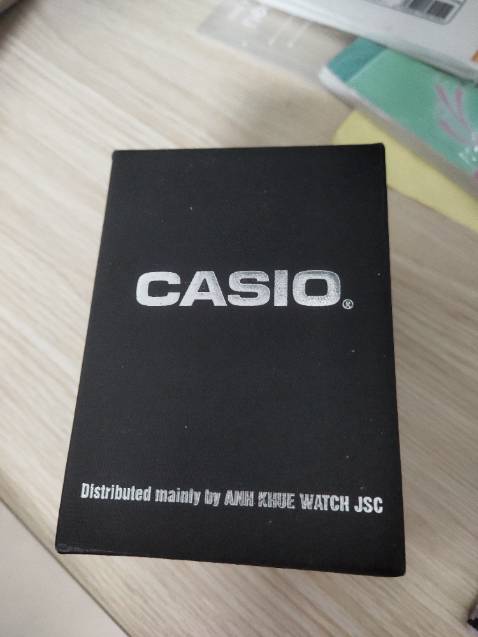 CASIO®
Distributed mainly by ANH KHUE WATCH JSC